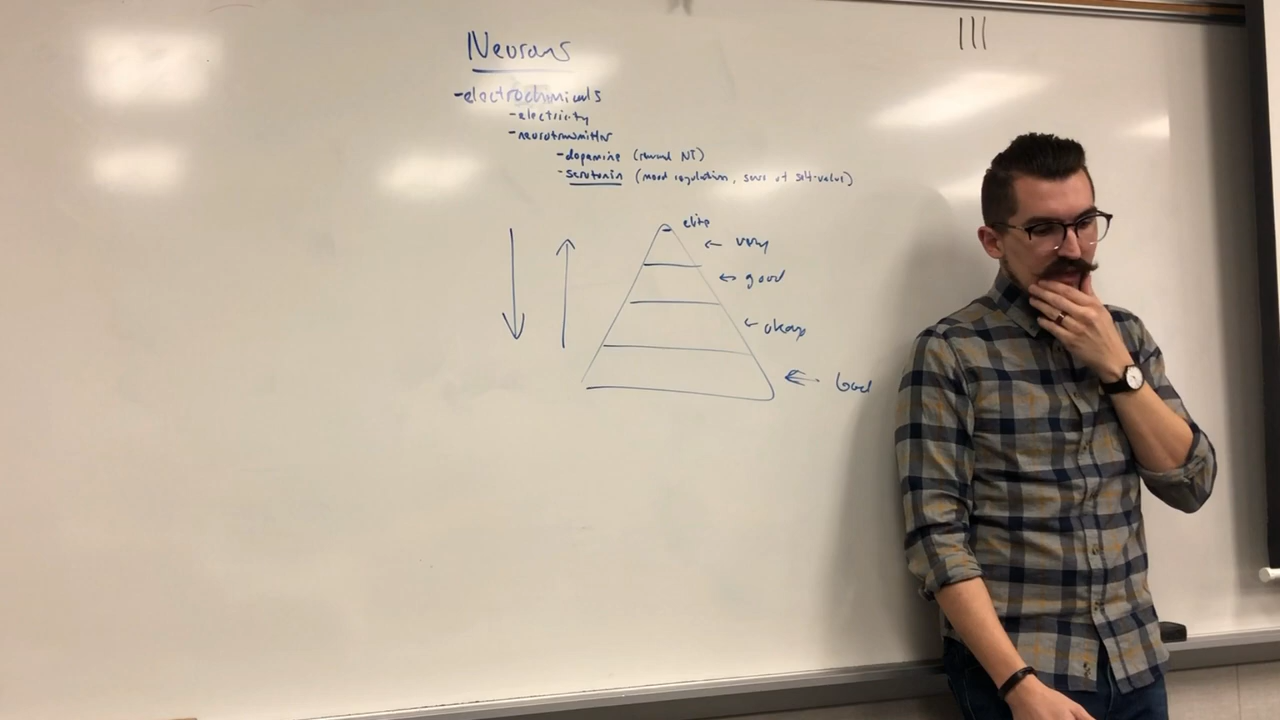 Neurons
-electrochemicals
-electricity
-neurotransmitter
-dopamine (reward NT)
-serotonin (mood regulation, sense of self-value)
elite
← very
← good
← okay
← bad
III